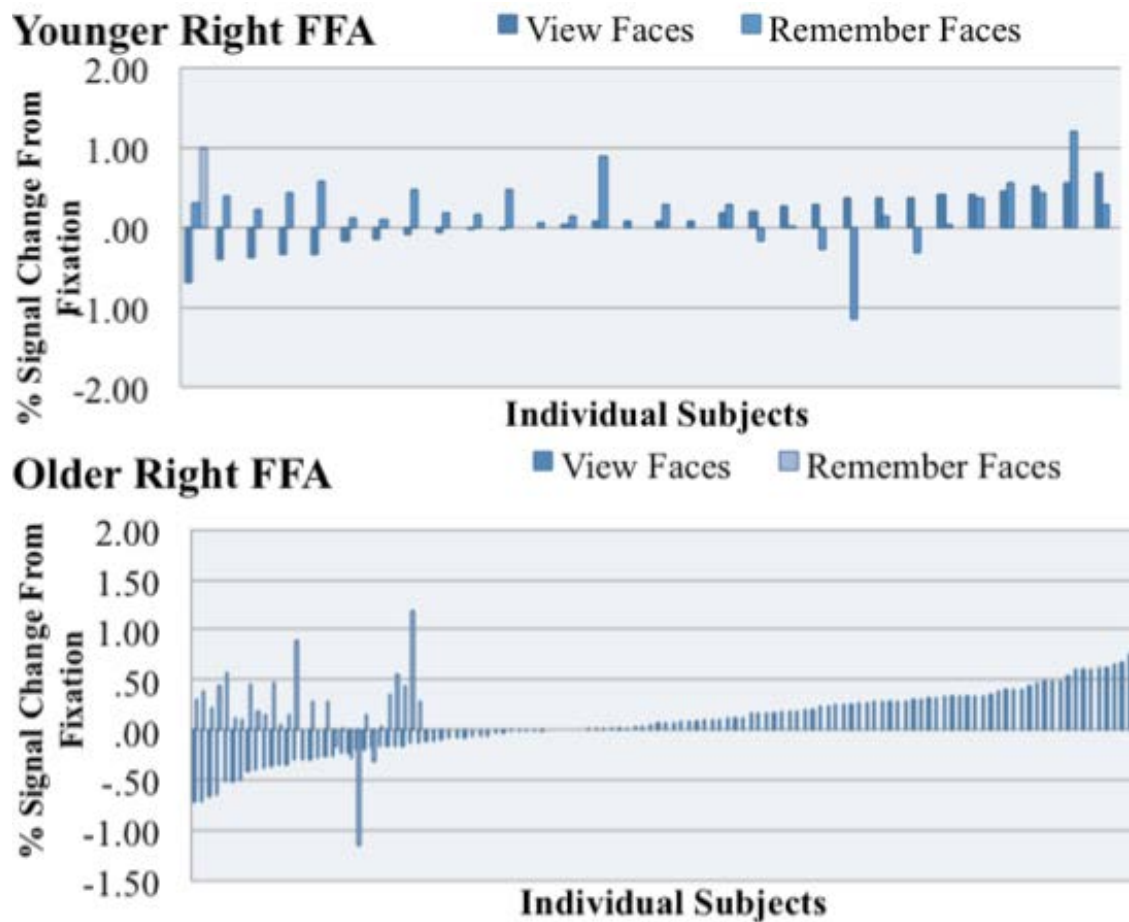 Younger Right FFA
View Faces Remember Faces
2.00
1.00
.00
-1.00
-2.00
% Signal Change From
Fixation
Individual Subjects
Older Right FFA
View Faces Remember Faces
2.00
1.50
1.00
.50
.00
-.50
-1.00
-1.50
% Signal Change From
Fixation
Individual Subjects